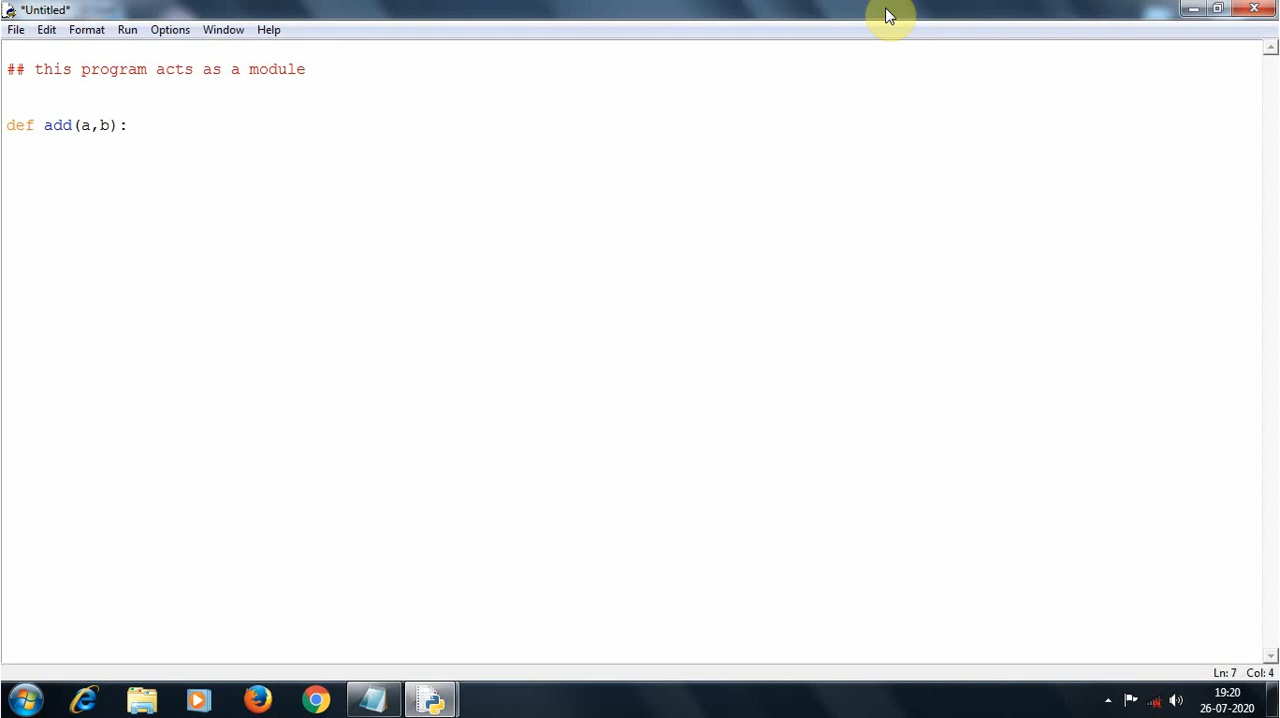 *Untitled*
File Edit Format Run Options Window Help
## this program acts as a module
def add(a,b):
Ln: 7 Col: 4
19:20
26-07-2020